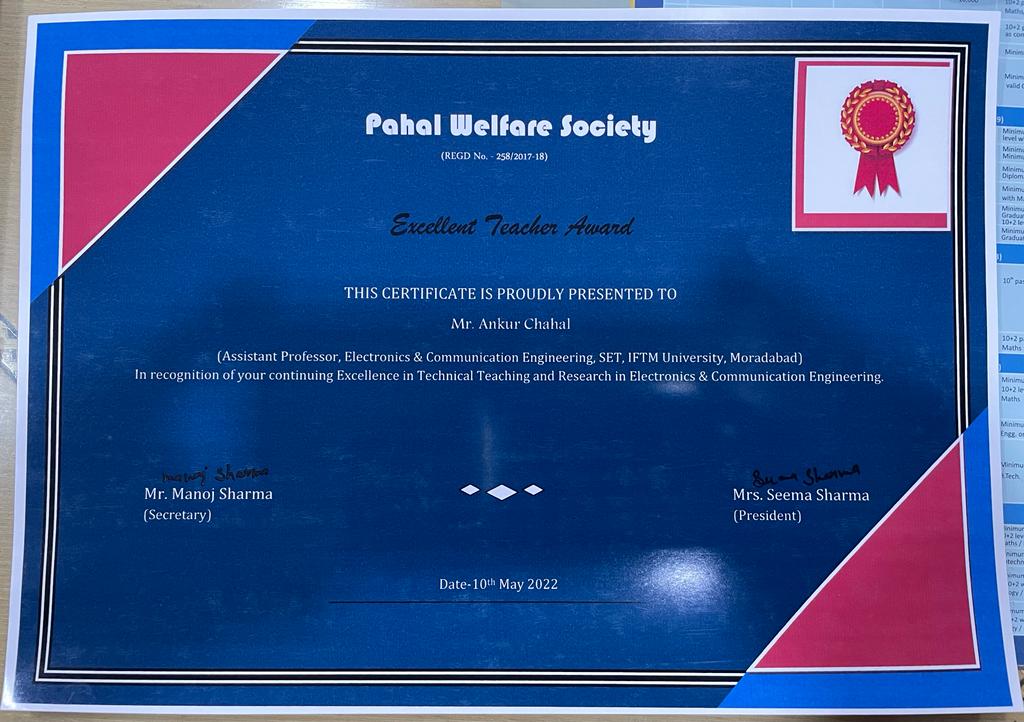 Pahal Welfare Society
(REGD No. - 258/2017-18)
Excellent Teacher Award
THIS CERTIFICATE IS PROUDLY PRESENTED TO
Mr. Ankur Chahal
(Assistant Professor, Electronics & Communication Engineering, SET, IFTM University, Moradabad)
In recognition of your continuing Excellence in Technical Teaching and Research in Electronics & Communication Engineering.
manoj Sharma
Mr. Manoj Sharma
(Secretary)
Sharma
Mrs. Seema Sharma
(President)
Date-10th May 2022